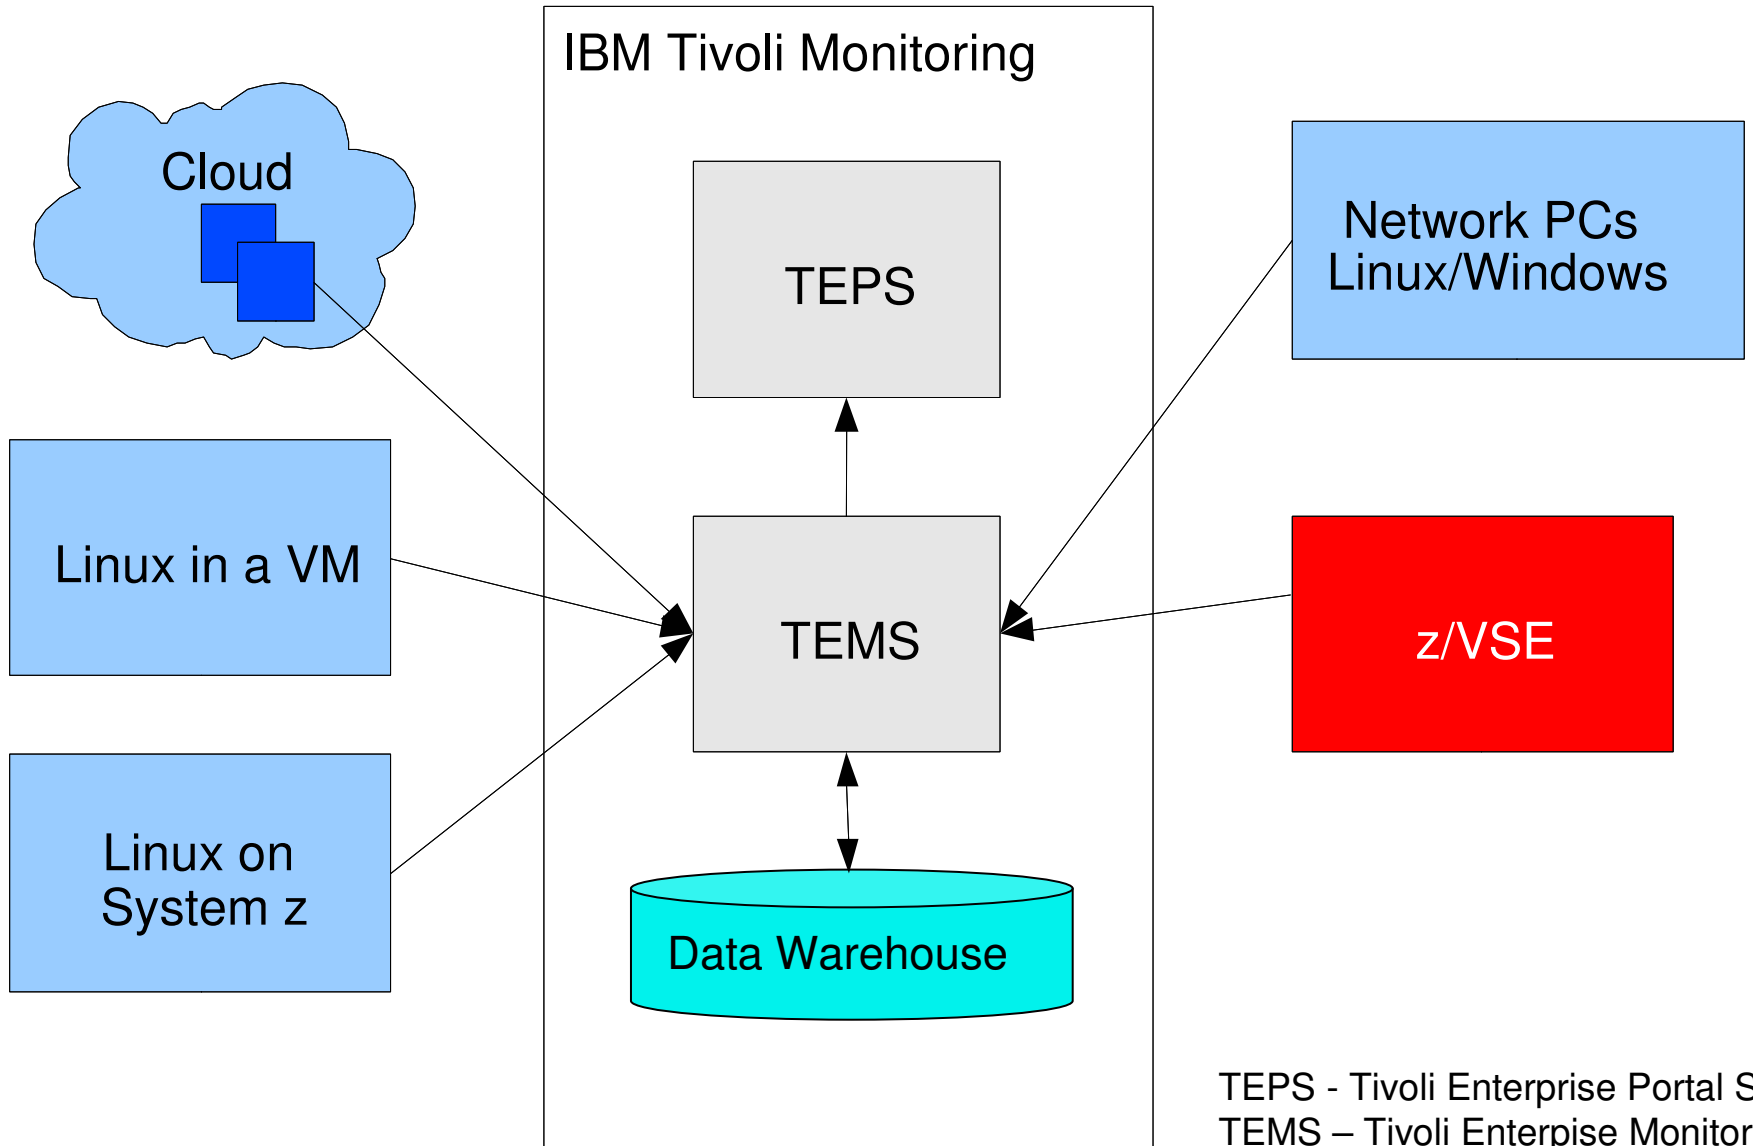 IBM Tivoli Monitoring
Cloud
TEPS
Network PCs
Linux/Windows
Linux in a VM
TEMS
z/VSE
Linux on
System z
Data Warehouse
TEPS - Tivoli Enterprise Portal S
TEMS – Tivoli Enterpise Monitor